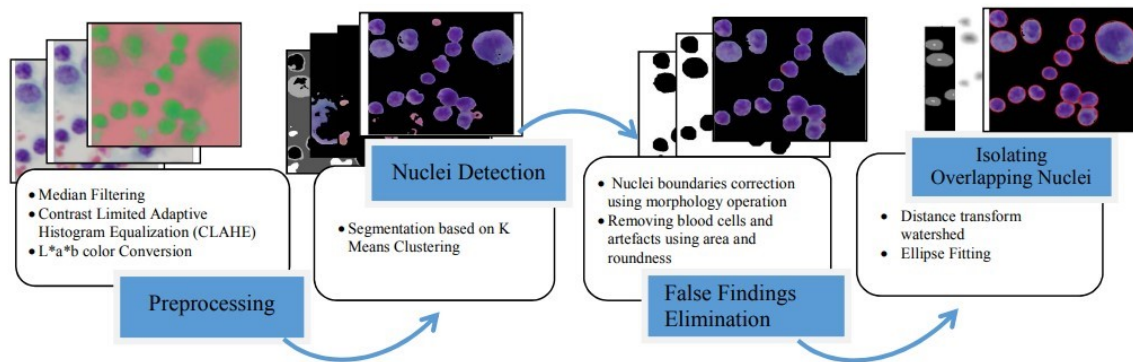 • Median Filtering
• Contrast Limited Adaptive
Histogram Equalization (CLAHE)
• L*a*b color Conversion
Preprocessing
Nuclei Detection
• Segmentation based on K
Means Clustering
• Nuclei boundaries correction
using morphology operation
• Removing blood cells and
artefacts using area and
roundness
False Findings
Elimination
Isolating
Overlapping Nuclei
• Distance transform
watershed
• Ellipse Fitting